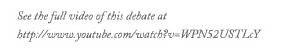 See the full video of this debate at
http://www.youtube.com/watch?v=WPN52USTLcY